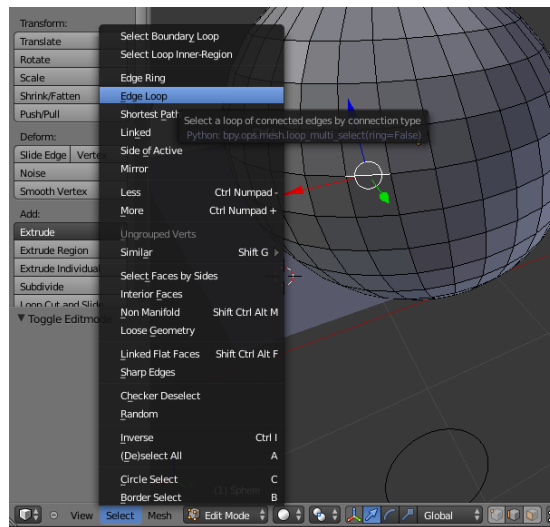 Transform:
Translate
Rotate
Scale
Shrink/Fatten
Push/Pull
Deform:
Slide Edge Verte
Noise
Smooth Vertex
Add:
Extrude
Extrude Region
Extrude Individual
Subdivide
Loop Cut and Slide
▼ Toggle Editmode
Select Boundary Loop
Select Loop Inner-Region
Edge Ring
Edge Loop
Shortest Path
Linked
Side of Active
Mirror
Less Ctrl Numpad -
More Ctrl Numpad +
Ungrouped Verts
Similar Shift G
Select Faces by Sides
Interior Faces
Non Manifold Shift Ctrl Alt M
Loose Geometry
Linked Flat Faces Shift Ctrl Alt F
Sharp Edges
Checker Deselect
Random
Inverse Ctrl I
(De)select All A
Circle Select C
Border Select B
Select a loop of connected edges by connection type
Python: bpy.ops.mesh.loop_multi_select(ring=False)
(1) Sphere
View Select Mesh Edit Mode Global